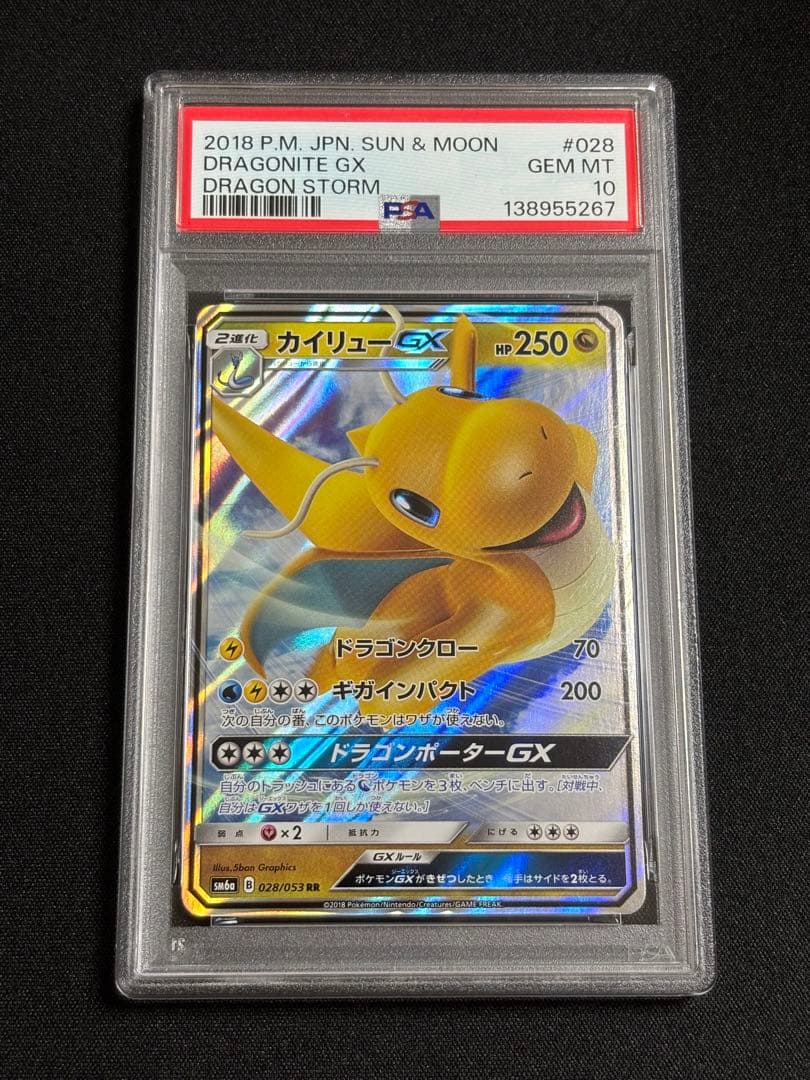 2018 P.M. JPN. SUN & MOON #028
DRAGONITE GX GEM MT
DRAGON STORM 10
PSA 138955267
2進化 カイリューGX HP 250
ドラゴンクロー 70
ギガインパクト 200
次の自分の番、このポケモンはワザが使えない。
ドラゴンポーターGX
自分のトラッシュにあるポケモンを3枚、ベンチに出す。[対戦中、
自分はGXワザを1回しか使えない。]
弱点 ×2 抵抗力 にげる
GXルール
Illus.5ban Graphics
ポケモンGXがきぜつしたとき、相手はサイドを2枚とる。
SM6a B 028/053 RR
©2018 Pokémon/Nintendo/Creatures/GAME FREAK.